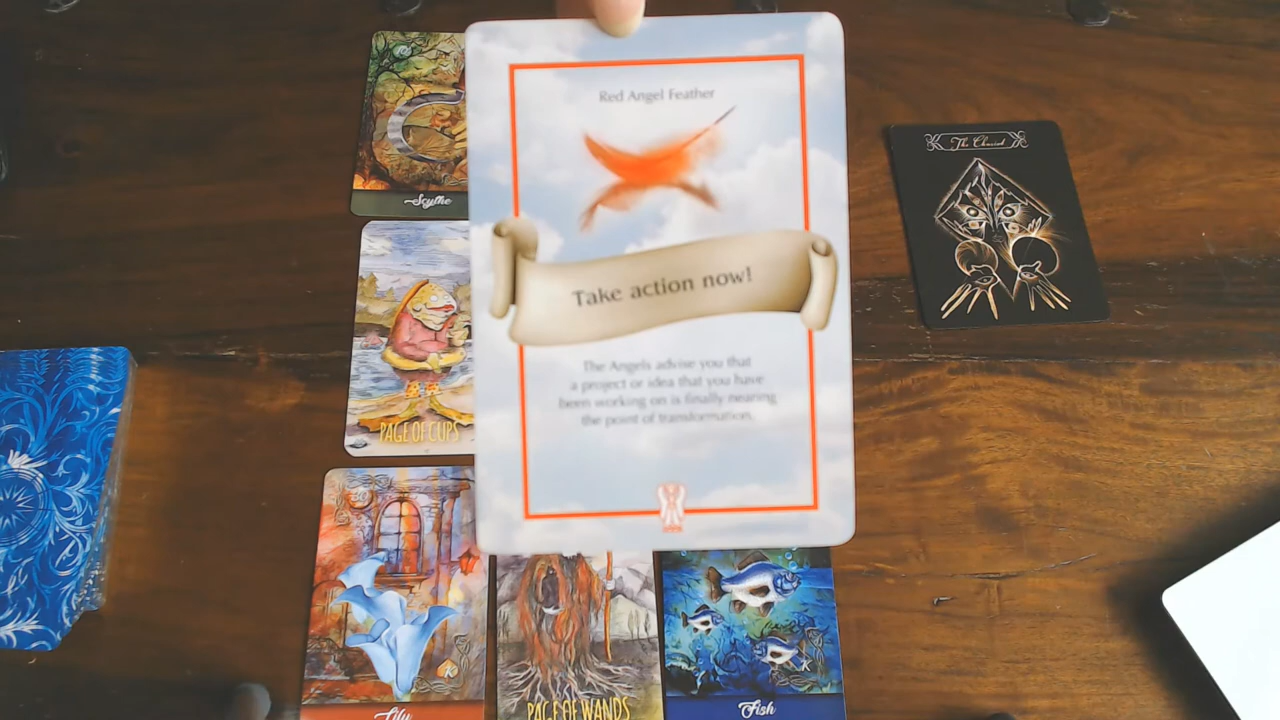 Red Angel Feather
Take action now!
The Angels advise you that
a project or idea that you have
been working on is finally nearing
the point of transformation.
Scythe
The Chariot
PAGE OF CUPS
Lily
K
PAGE OF WANDS
Fish
K